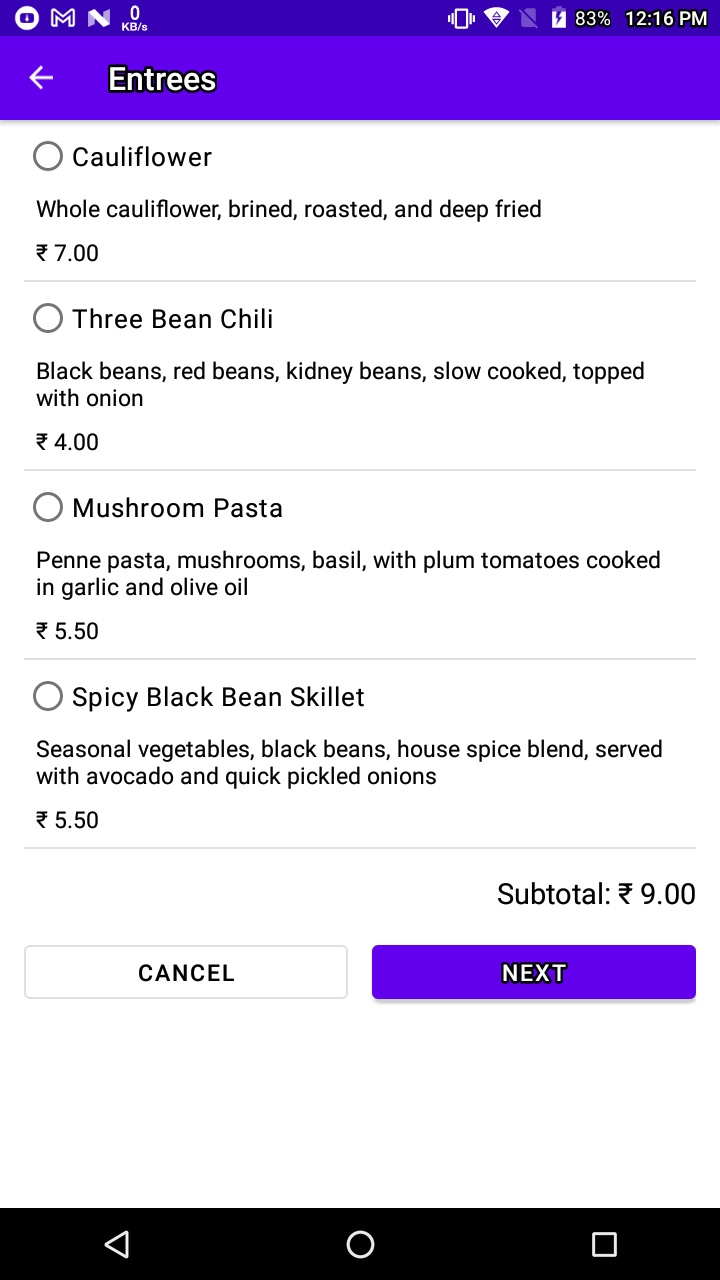 0
KB/s
83% 12:16 PM
Entrees
Cauliflower
Whole cauliflower, brined, roasted, and deep fried
₹ 7.00
Three Bean Chili
Black beans, red beans, kidney beans, slow cooked, topped
with onion
₹ 4.00
Mushroom Pasta
Penne pasta, mushrooms, basil, with plum tomatoes cooked
in garlic and olive oil
₹ 5.50
Spicy Black Bean Skillet
Seasonal vegetables, black beans, house spice blend, served
with avocado and quick pickled onions
₹ 5.50
Subtotal: ₹ 9.00
CANCEL NEXT